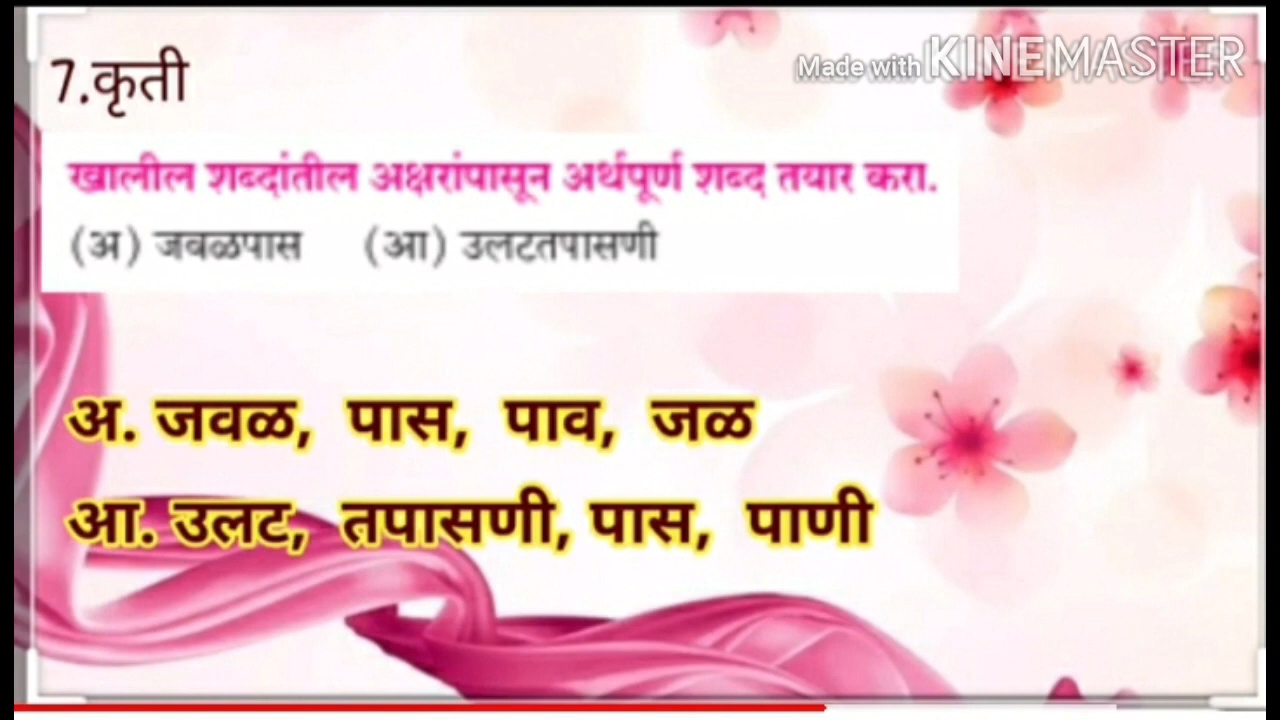 Made with KINEMASTER
7.कृती
खालील शब्दांतील अक्षरांपासून अर्थपूर्ण शब्द तयार करा.
(अ) जवळपास (आ) उलटतपासणी
अ. जवळ, पास, पाव, जळ
आ. उलट, तपासणी, पास, पाणी